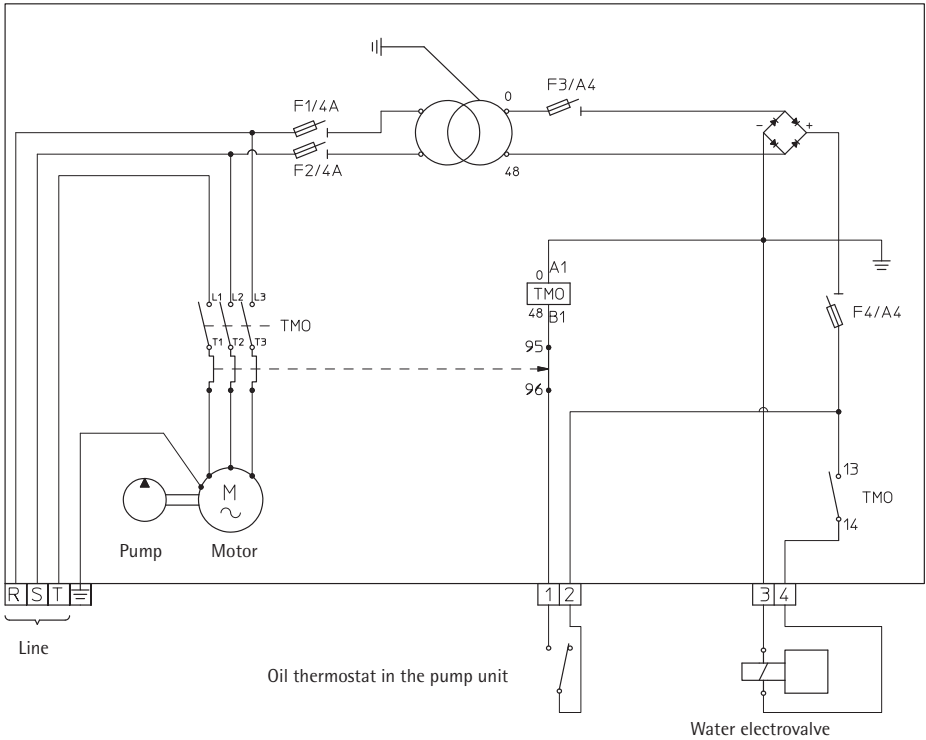 F3/A4
0
F1/4A
- +
F2/4A
48
0 A1
TMO
48 B1
F4/A4
L1 L2 L3
TMO
T1 T2 T3
95
96
13
TMO
14
M
Pump Motor
R S T 1 2 3 4
Line
Oil thermostat in the pump unit
Water electrovalve